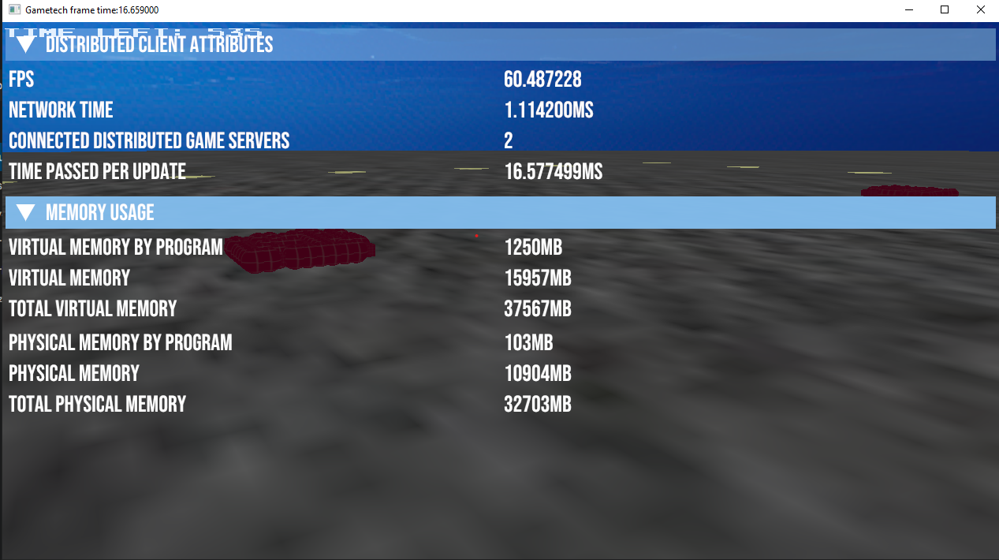 Gametech frame time:16.659000
TIME LEFT: 535
DISTRIBUTED CLIENT ATTRIBUTES
FPS 60.487228
NETWORK TIME 1.114200MS
CONNECTED DISTRIBUTED GAME SERVERS 2
TIME PASSED PER UPDATE 16.577499MS
MEMORY USAGE
VIRTUAL MEMORY BY PROGRAM 1250MB
VIRTUAL MEMORY 15957MB
TOTAL VIRTUAL MEMORY 37567MB
PHYSICAL MEMORY BY PROGRAM 103MB
PHYSICAL MEMORY 10904MB
TOTAL PHYSICAL MEMORY 32703MB